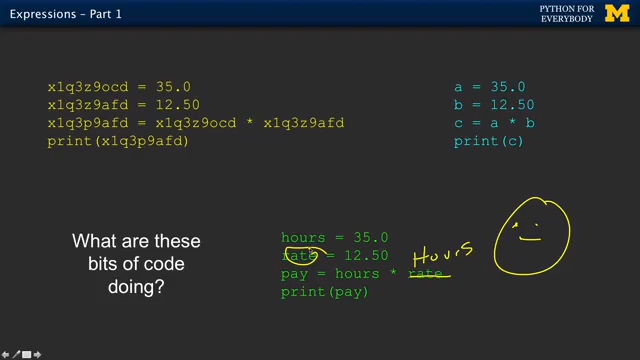 Expressions – Part 1
PYTHON FOR
EVERYBODY
M
x1q3z9ocd = 35.0
x1q3z9afd = 12.50
x1q3p9afd = x1q3z9ocd * x1q3z9afd
print(x1q3p9afd)
a = 35.0
b = 12.50
c = a * b
print(c)
What are these
bits of code
doing?
hours = 35.0
rate = 12.50
pay = hours * rate
print(pay)
Hours